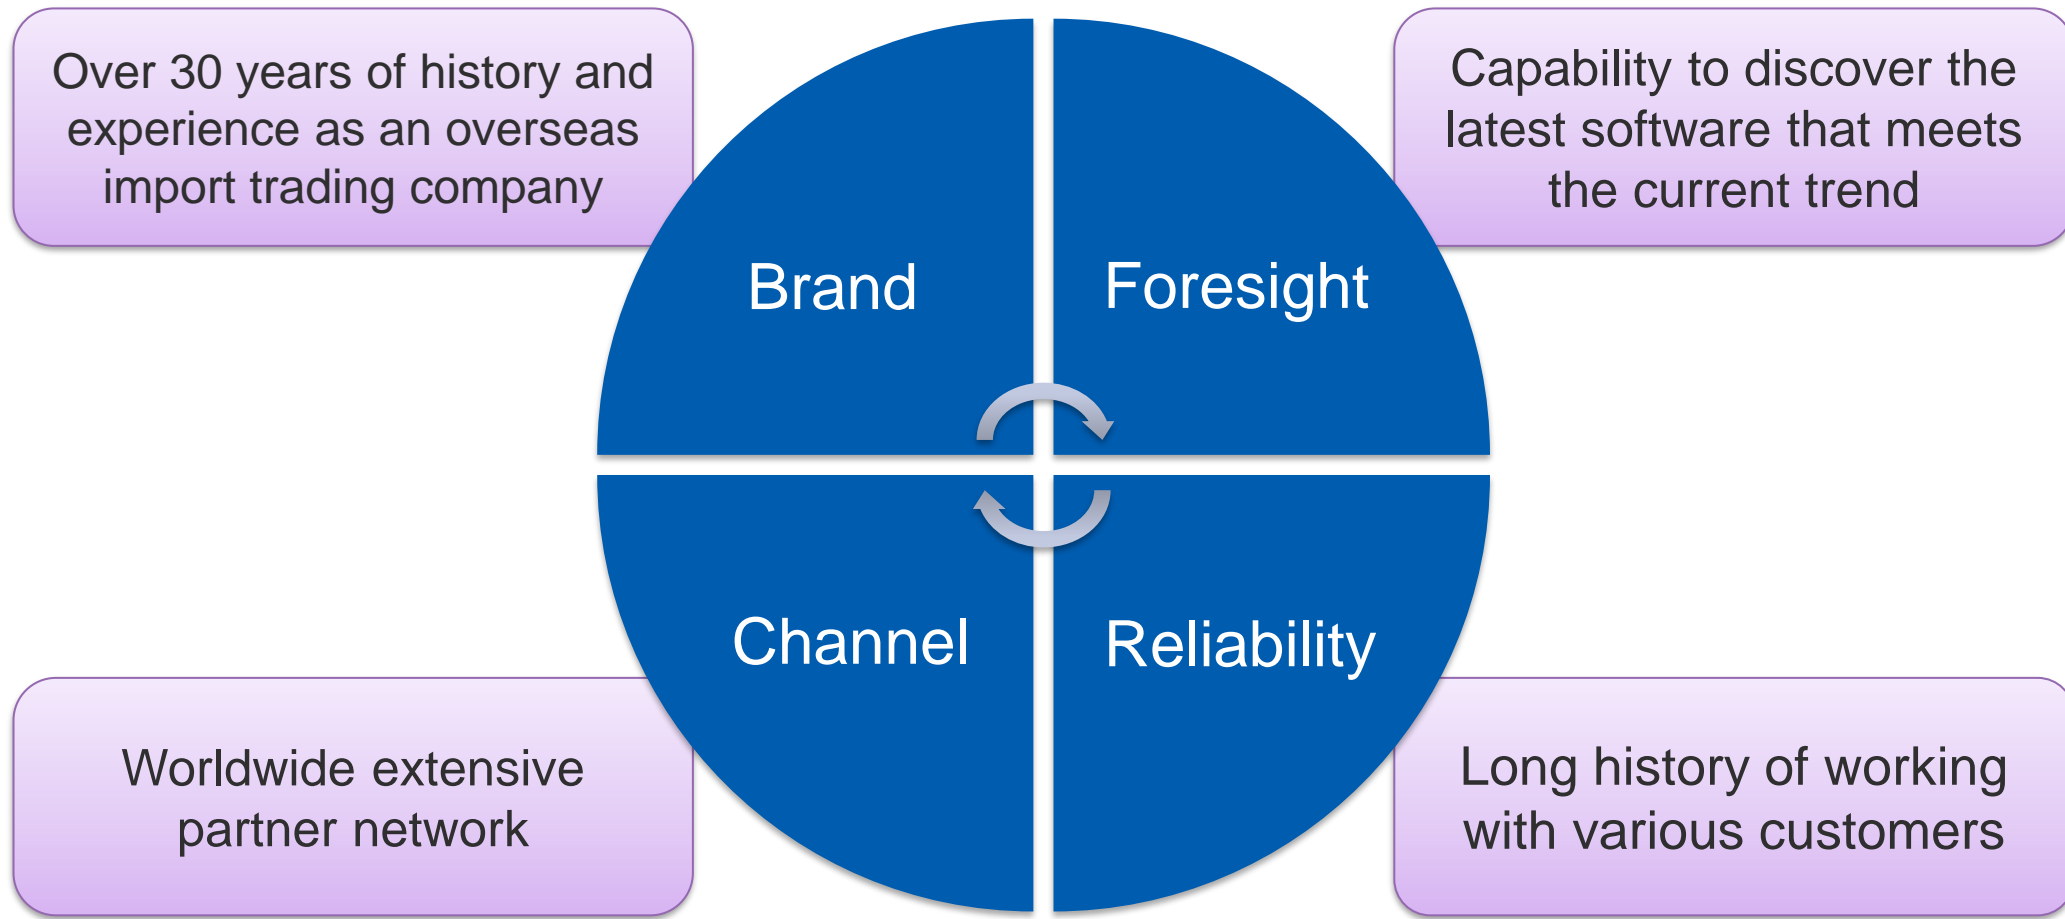 Over 30 years of history and
experience as an overseas
import trading company
Capability to discover the
latest software that meets
the current trend
Brand
Foresight
Channel
Reliability
Worldwide extensive
partner network
Long history of working
with various customers